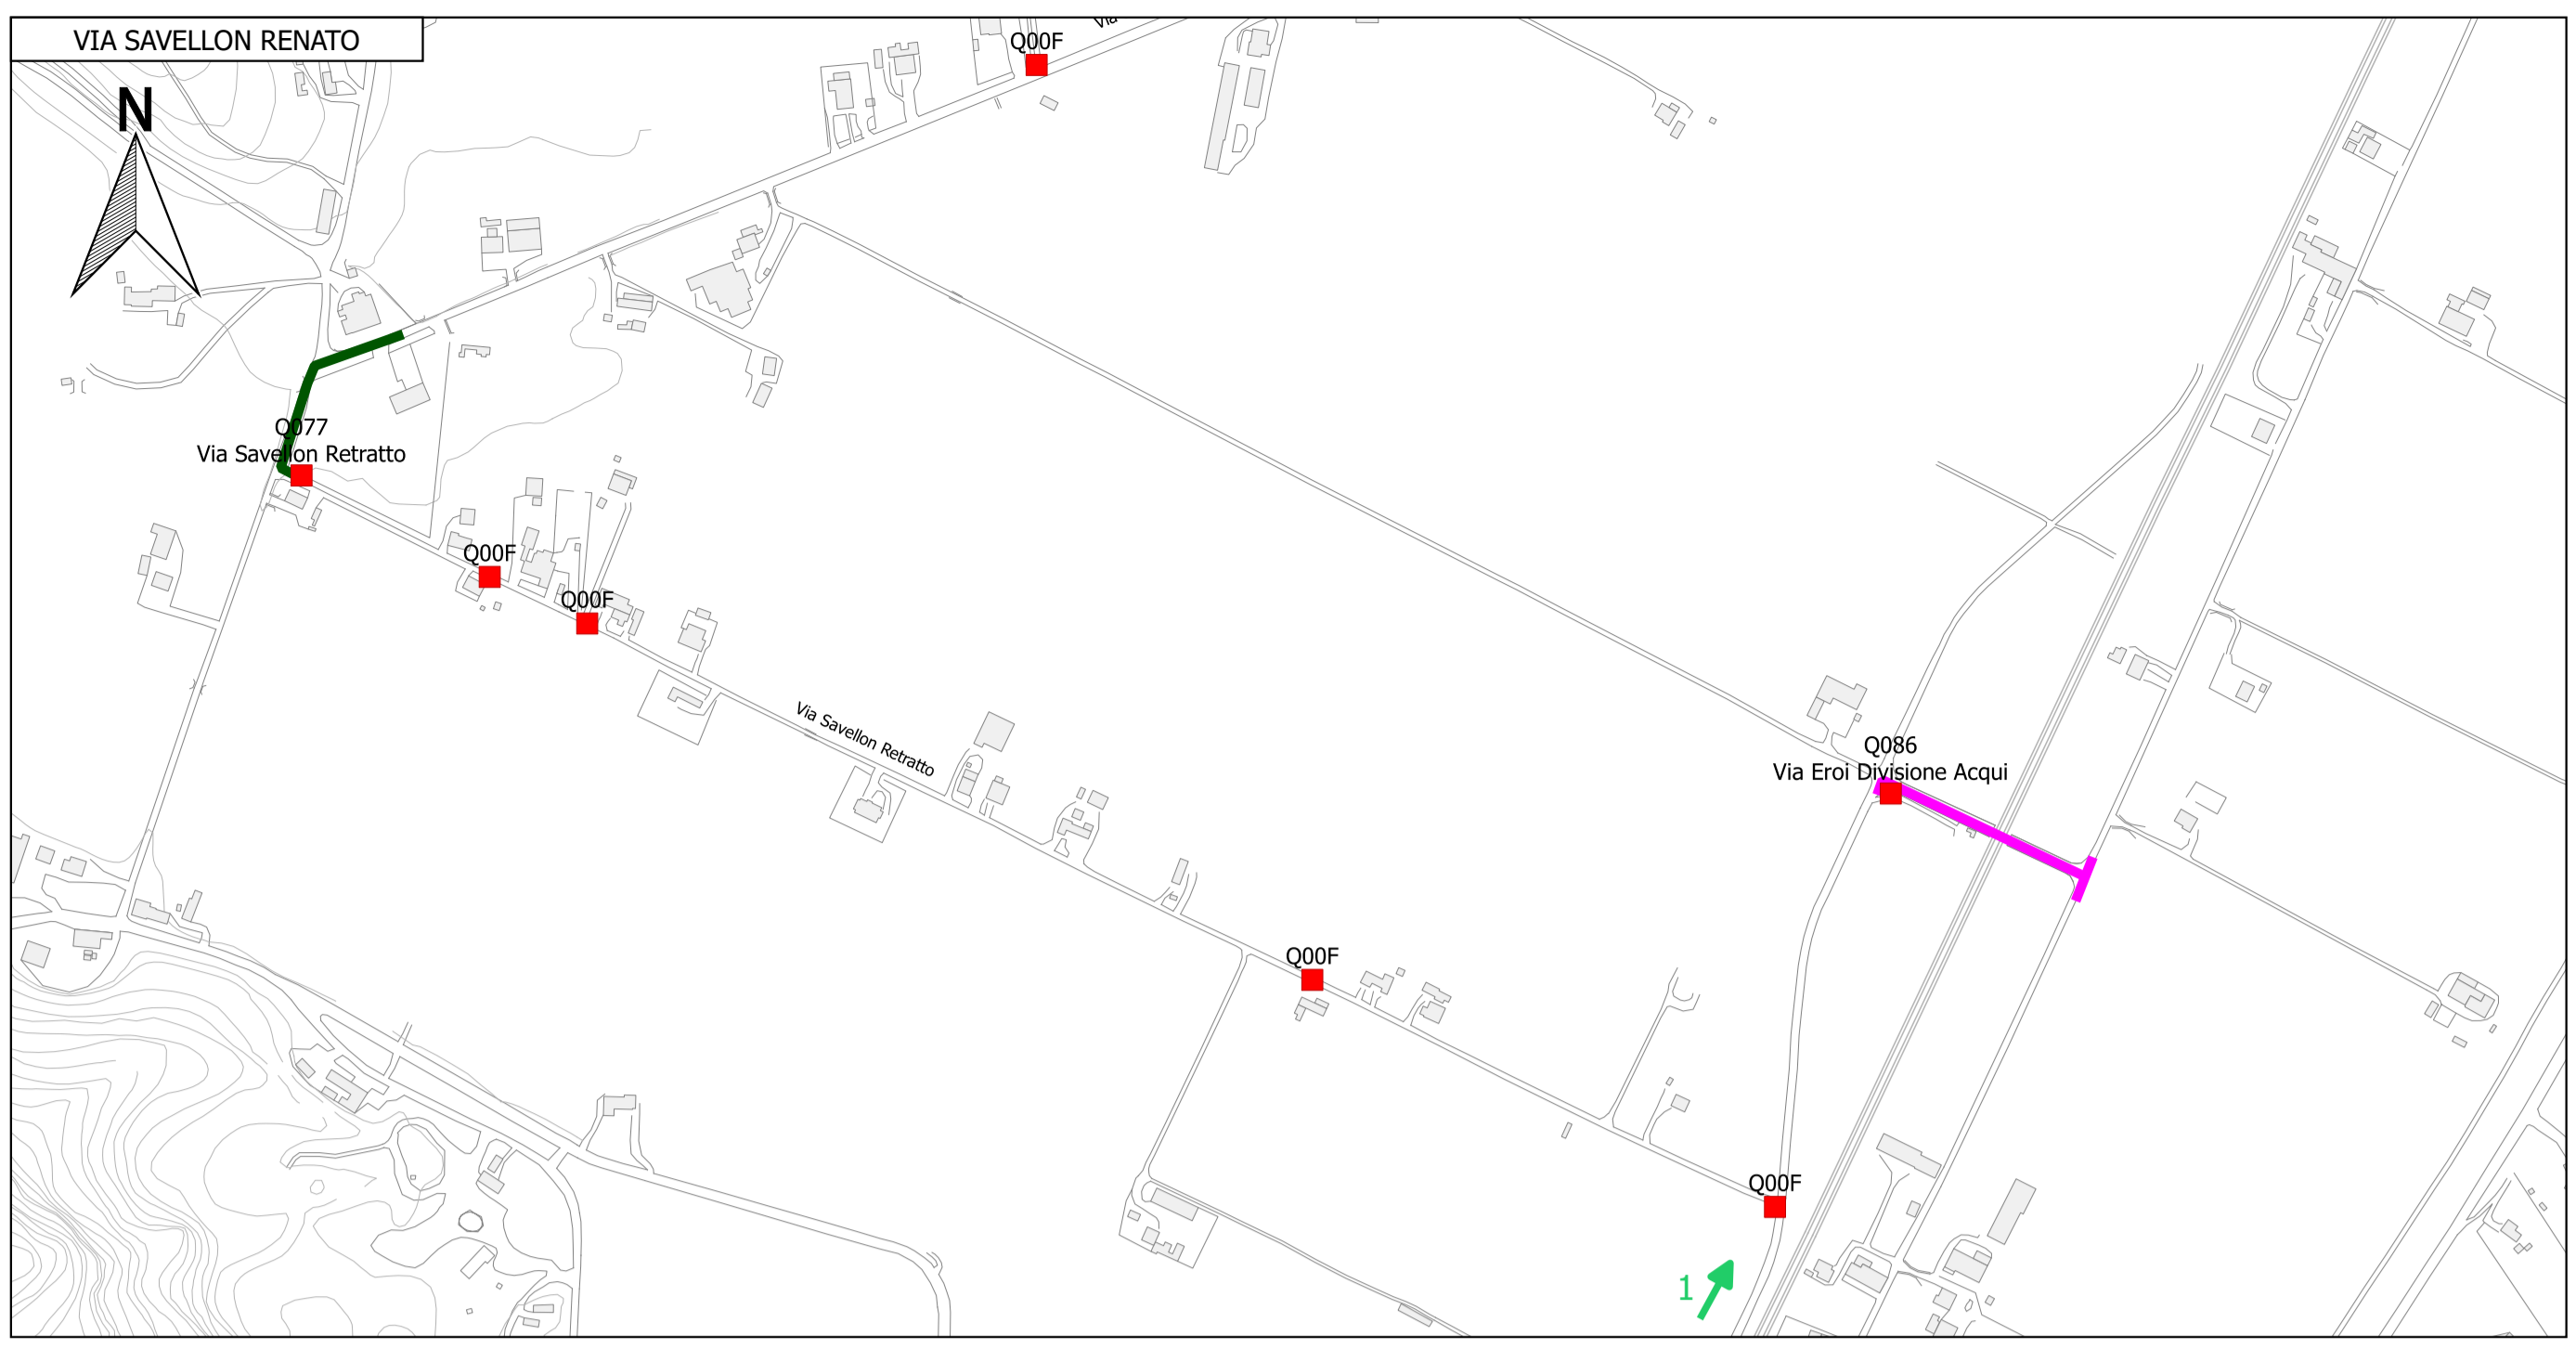 VIA SAVELLON RENATO
Via
Q00F
N
Q077
Via Savellon Retratto
Q00F
Q00F
Via Savellon Retratto
Q086
Via Eroi Divisione Acqui
Q00F
Q00F
1